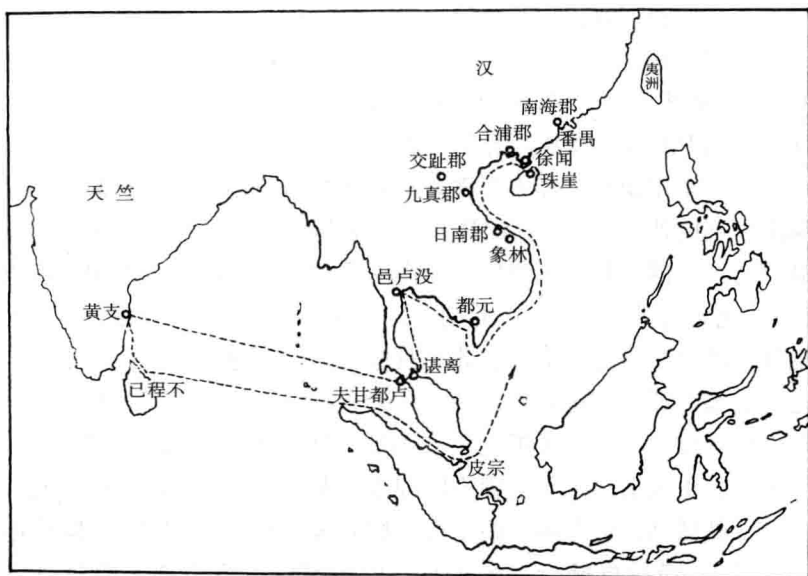 汉
夷洲
南海郡
番禺
合浦郡
徐闻
珠崖
交趾郡
九真郡
天竺
日南郡
象林
邑卢没
都元
黄支
谌离
夫甘都卢
已程不
皮宗